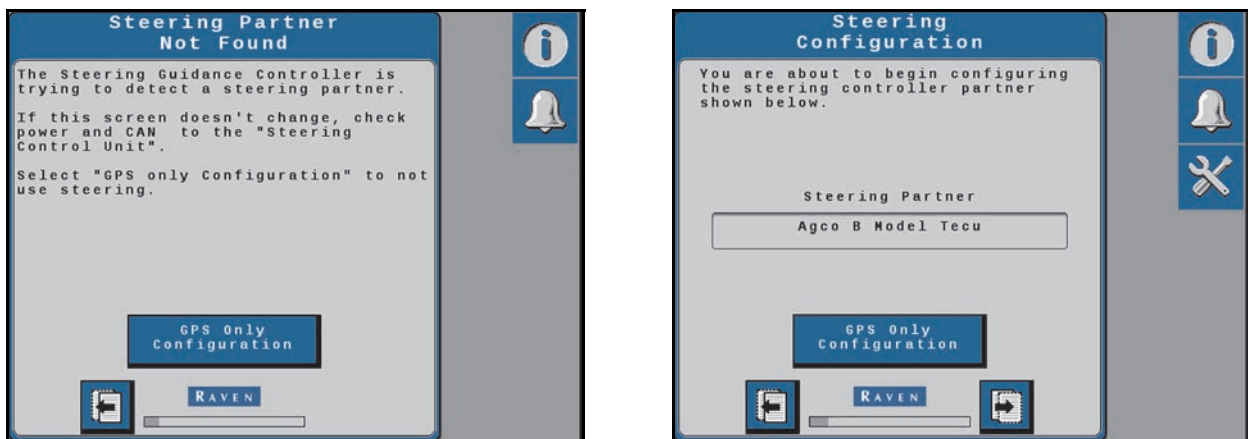 Steering Partner
Not Found
The Steering Guidance Controller is
trying to detect a steering partner.
If this screen doesn't change, check
power and CAN to the "Steering
Control Unit".
Select "GPS only Configuration" to not
use steering.
GPS Only
Configuration
RAVEN
Steering
Configuration
You are about to begin configuring
the steering controller partner
shown below.
Steering Partner
Agco B Model Tecu
GPS Only
Configuration
RAVEN